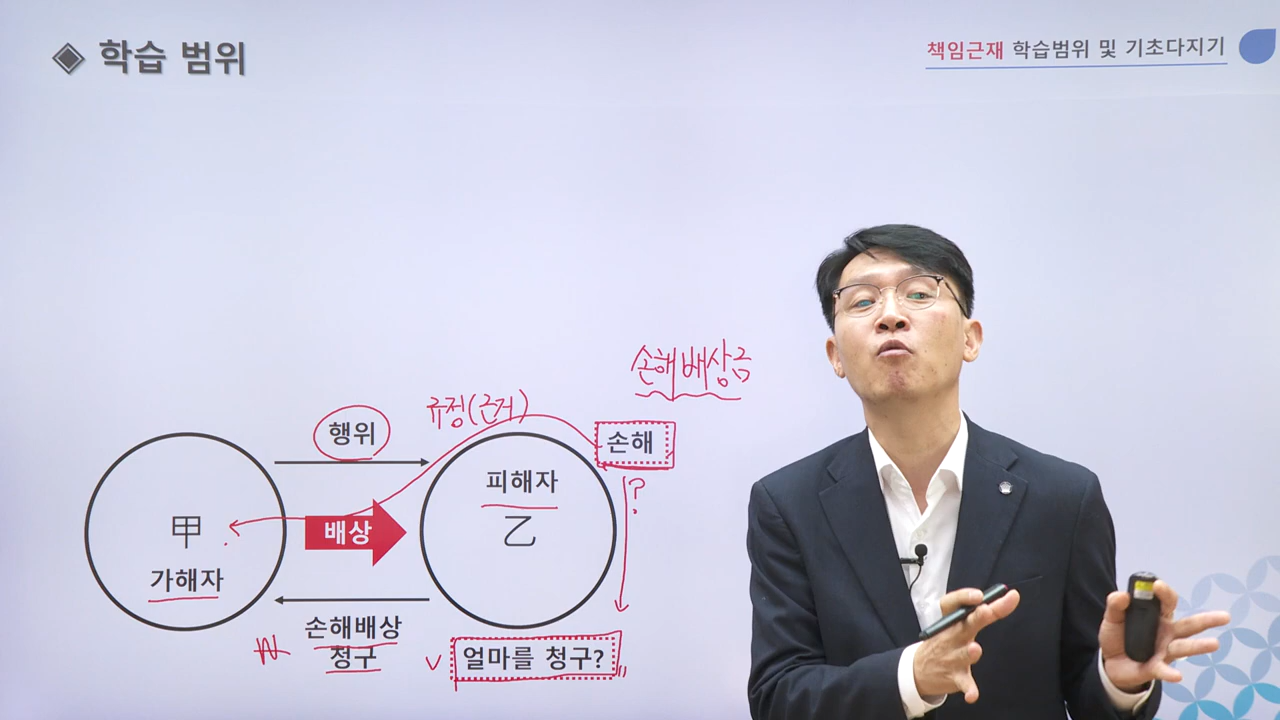 ◈ 학습 범위
책임근재 학습범위 및 기초다지기
손해배상금
규정(근거)
행위
손해
피해자
?
甲
배상
乙
가해자
손해배상
청구
₩
V
얼마를 청구?